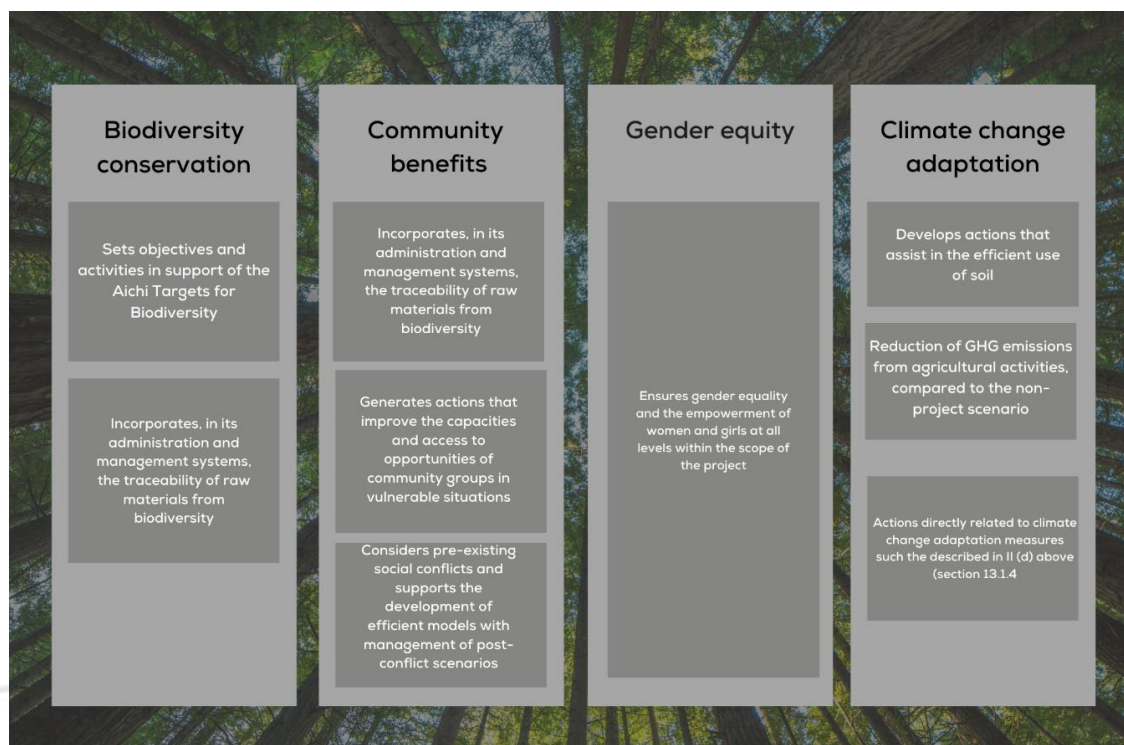 Biodiversity
conservation
Sets objectives and
activities in support of the
Aichi Targets for
Biodiversity
Incorporates, in its
administration and
management systems,
the traceability of raw
materials from
biodiversity
Community
benefits
Incorporates, in its
administration and
management systems,
the traceability of raw
materials from
biodiversity
Generates actions that
improve the capacities
and access to
opportunities of
community groups in
vulnerable situations
Considers pre-existing
social conflicts and
supports the
development of
efficient models with
management of post-
conflict scenarios
Gender equity
Ensures gender equality
and the empowerment of
women and girls at all
levels within the scope of
the project
Climate change
adaptation
Develops actions that
assist in the efficient use
of soil
Reduction of GHG emissions
from agricultural activities,
compared to the non-
project scenario
Actions directly related to climate
change adaptation measures
such the described in II (d) above
(section 13.1.4